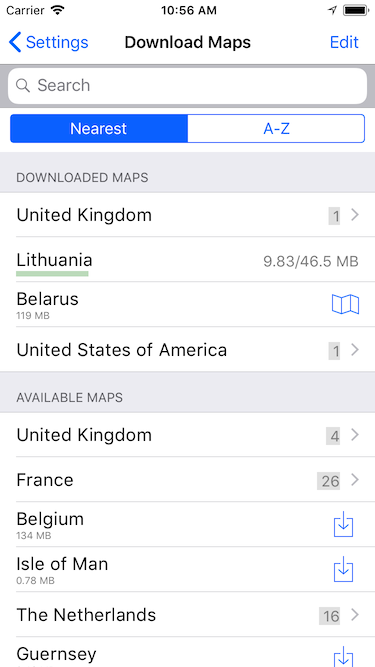 Carrier 10:56 AM
Settings Download Maps Edit
Search
Nearest A-Z
DOWNLOADED MAPS
United Kingdom 1
Lithuania 9.83/46.5 MB
Belarus
119 MB
United States of America 1
AVAILABLE MAPS
United Kingdom 4
France 26
Belgium
134 MB
Isle of Man
0.78 MB
The Netherlands 16
Guernsey